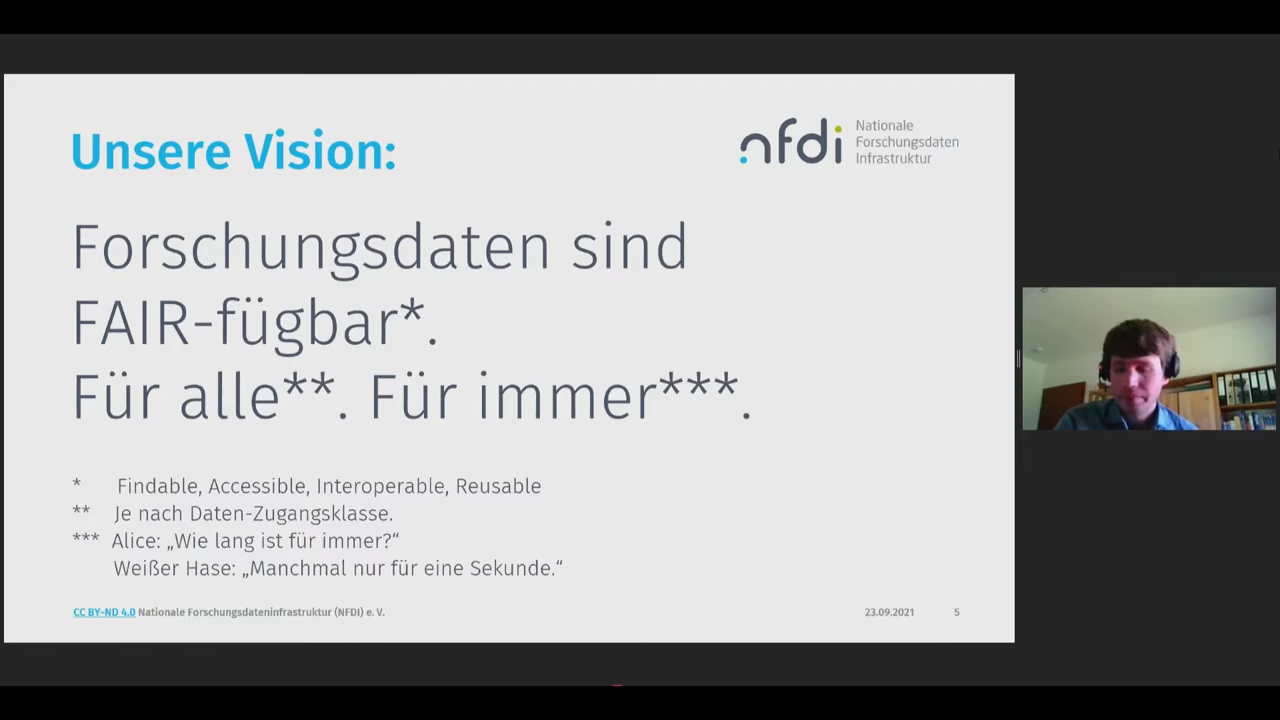 Unsere Vision:
nfdi
Nationale
Forschungsdaten
Infrastruktur
Forschungsdaten sind
FAIR-fügbar*.
Für alle**. Für immer***.
* Findable, Accessible, Interoperable, Reusable
** Je nach Daten-Zugangsklasse.
*** Alice: „Wie lang ist für immer?“
Weißer Hase: „Manchmal nur für eine Sekunde.“
CC BY-ND 4.0 Nationale Forschungsdateninfrastruktur (NFDI) e. V.
23.09.2021 5